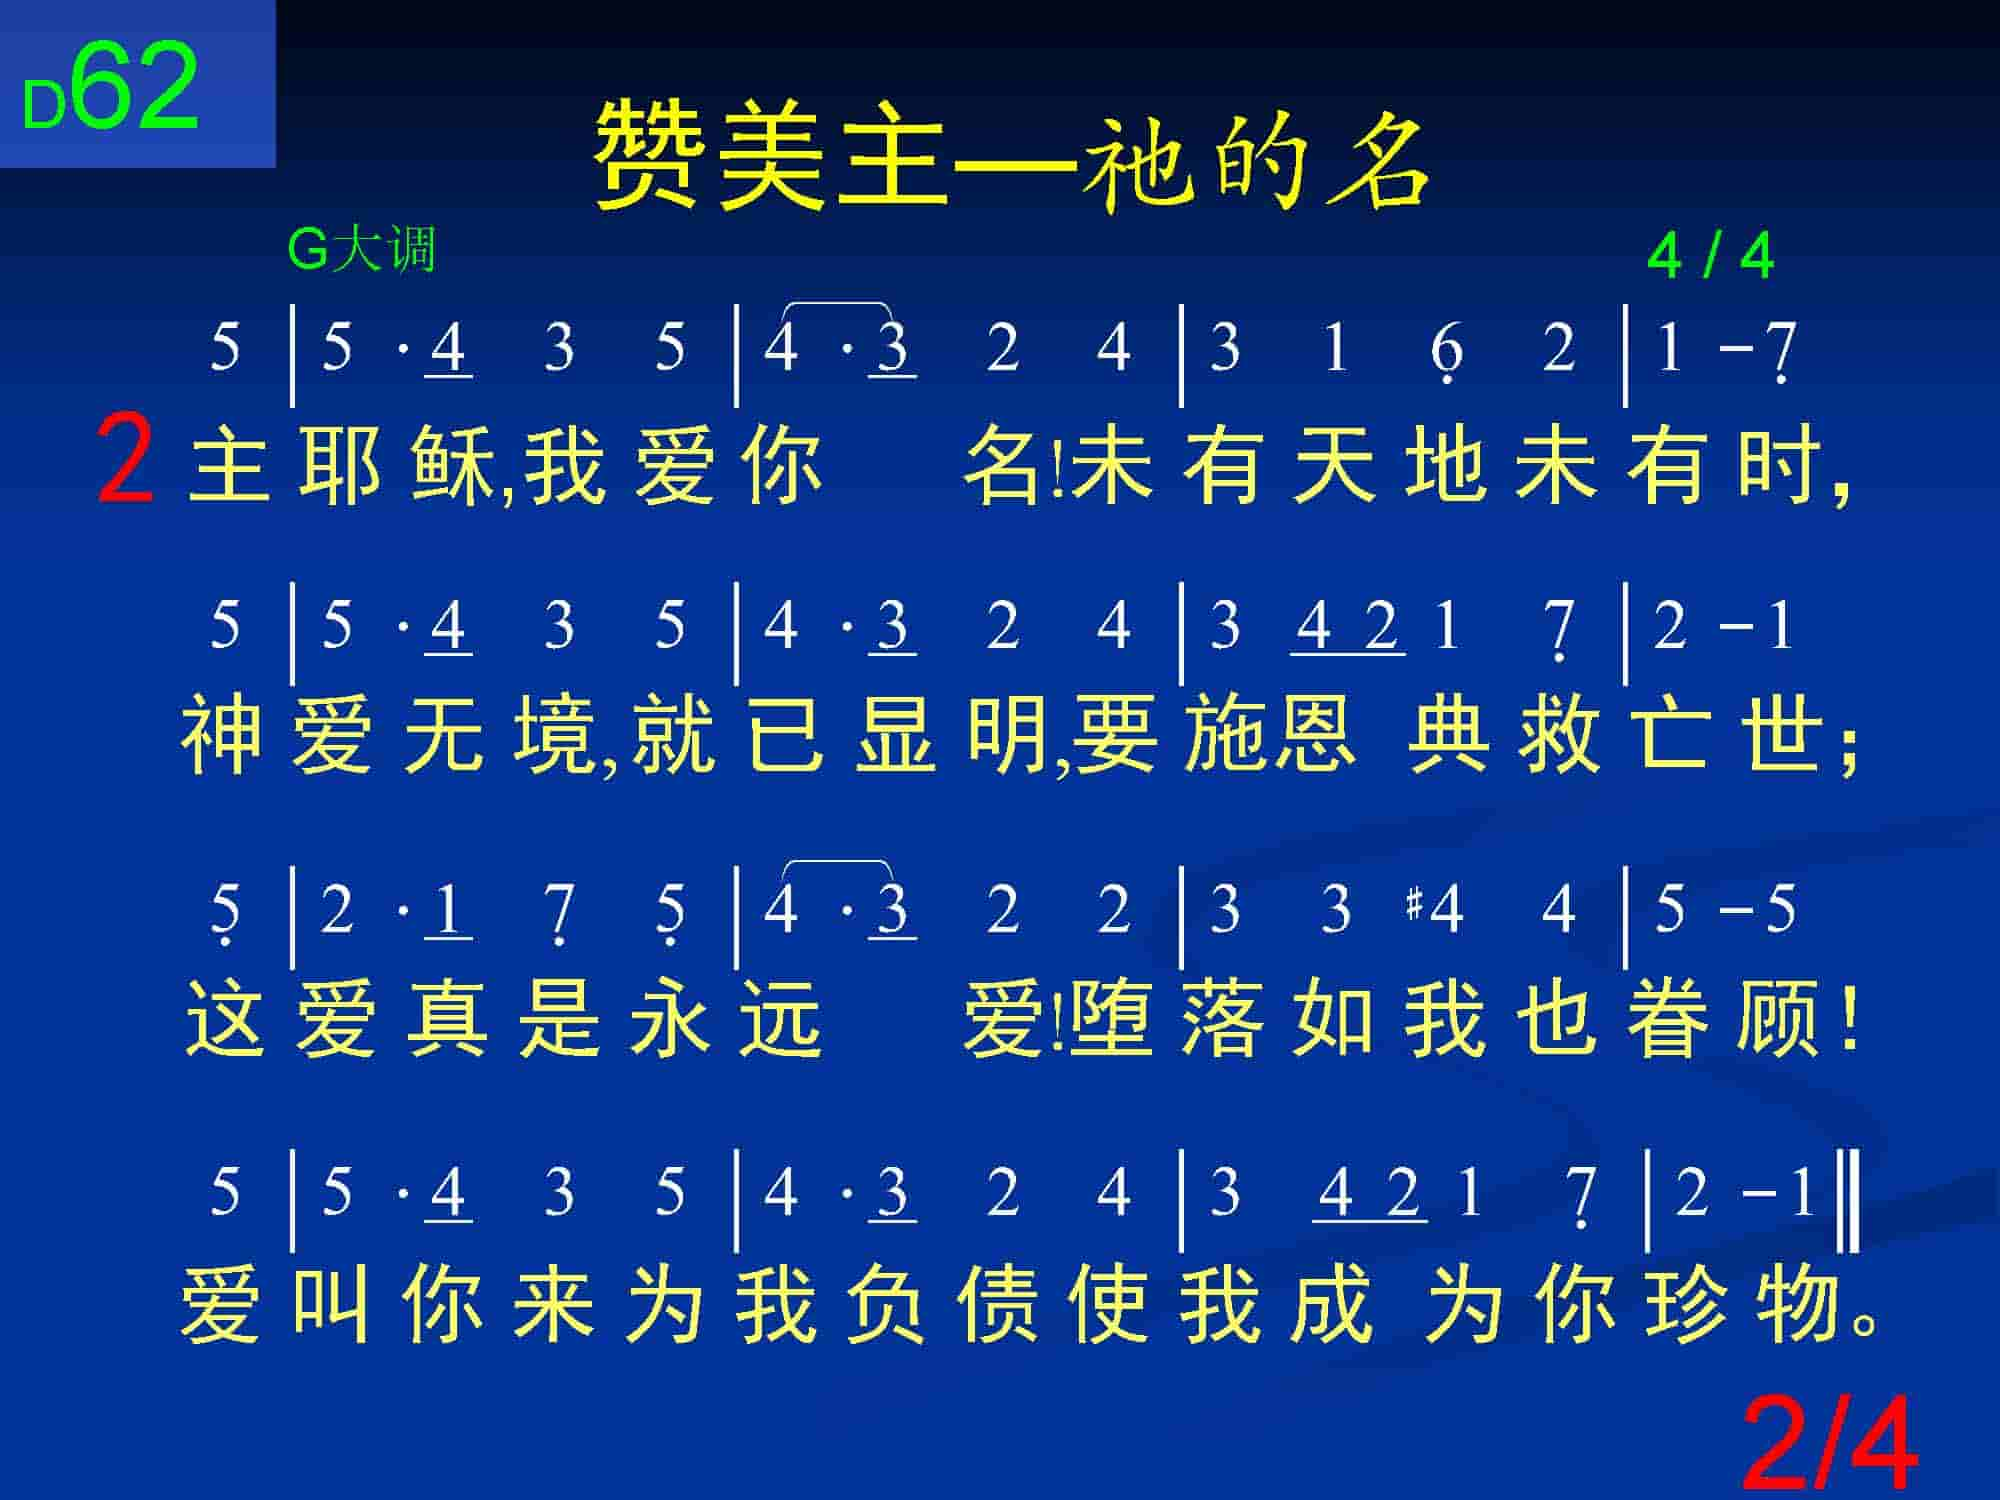 D62
赞美主—祂的名
G大调 4 / 4
5 | 5 · 4 3 5 | 4 · 3 2 4 | 3 1 6̣ 2 | 1 – 7̣
2 主耶稣,我爱你 名!未有天地未有时，
5 | 5 · 4 3 5 | 4 · 3 2 4 | 3 4 2 1 7̣ | 2 – 1
神爱无境,就已显明,要施恩典救亡世；
5̣ | 2 · 1 7̣ 5̣ | 4 · 3 2 2 | 3 3 ♯4 4 | 5 – 5
这爱真是永远 爱!堕落如我也眷顾！
5 | 5 · 4 3 5 | 4 · 3 2 4 | 3 4 2 1 7̣ | 2 – 1 ‖
爱叫你来为我负债使我成为你珍物。
2/4